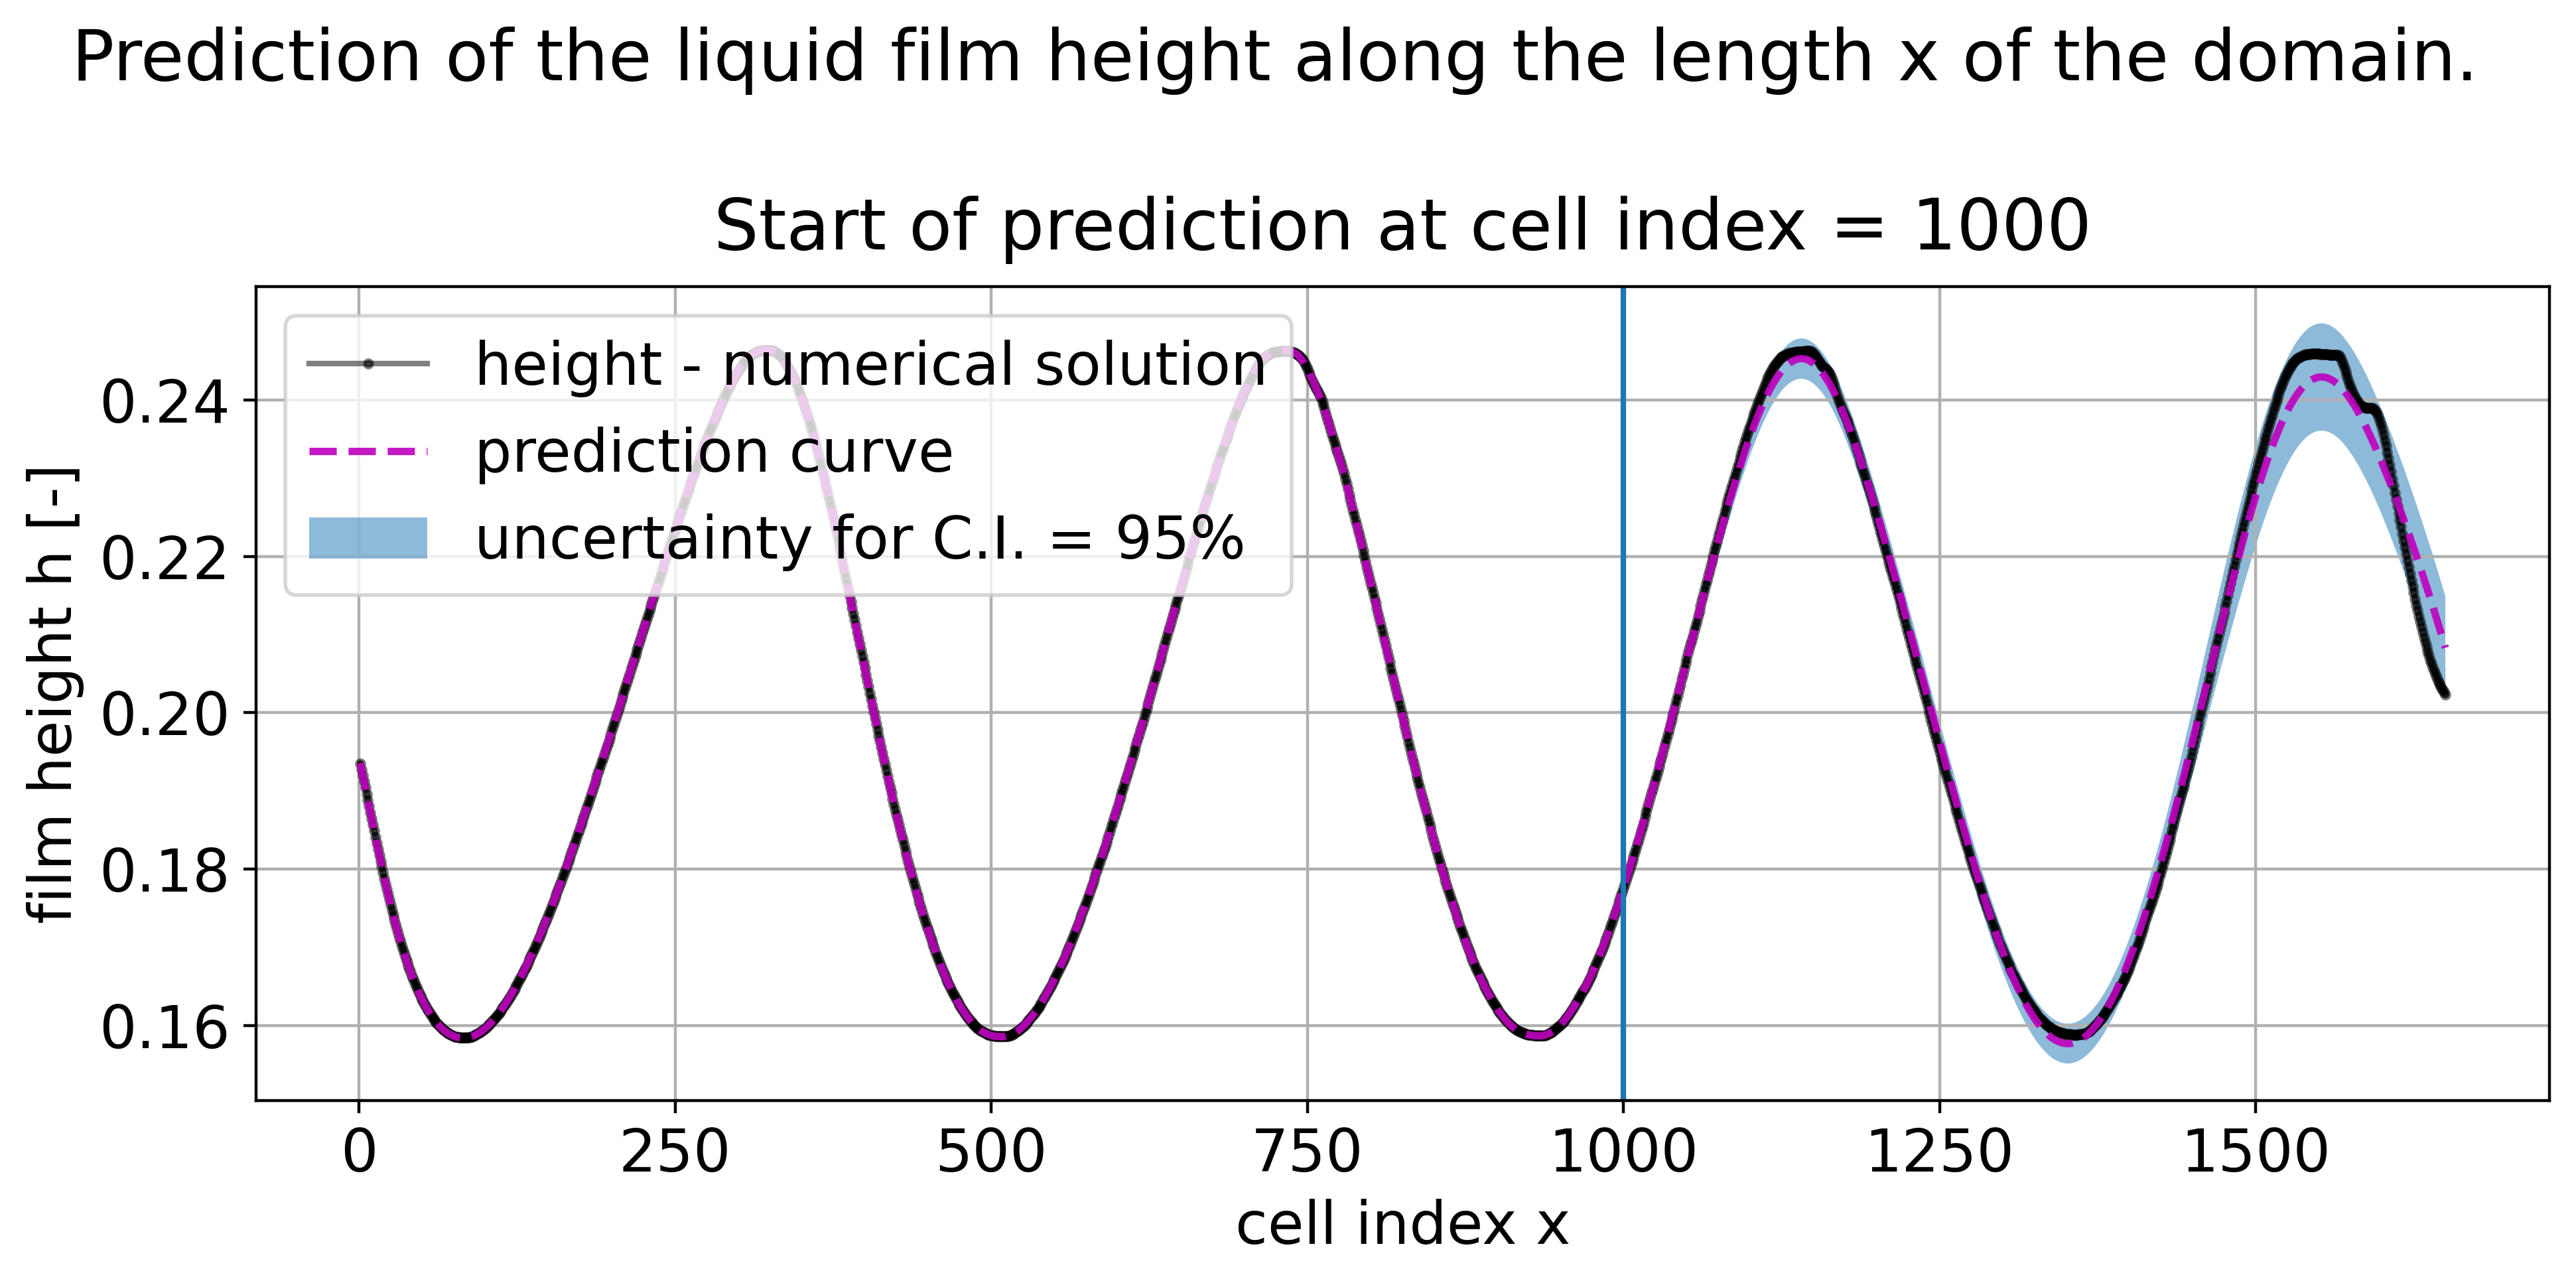 Prediction of the liquid film height along the length x of the domain.
Start of prediction at cell index = 1000
height - numerical solution
prediction curve
uncertainty for C.I. = 95%
film height h [-]
0.24
0.22
0.20
0.18
0.16
0 250 500 750 1000 1250 1500
cell index x